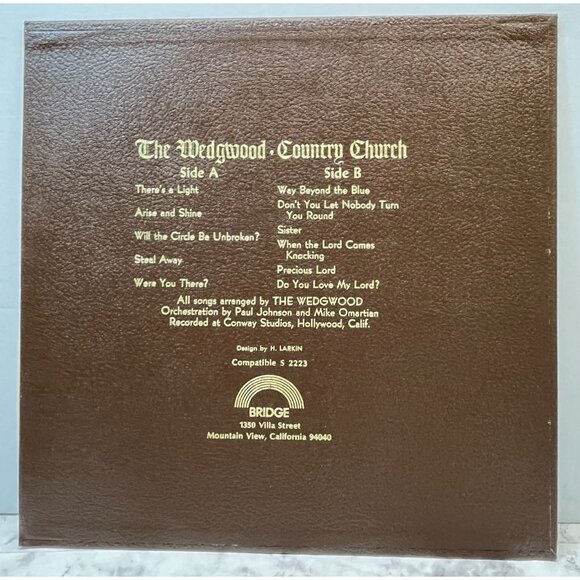 The Wedgwood • Country Church
Side A
There's a Light
Arise and Shine
Will the Circle Be Unbroken?
Steal Away
Were You There?
Side B
Way Beyond the Blue
Don't You Let Nobody Turn
You Round
Sister
When the Lord Comes
Knocking
Precious Lord
Do You Love My Lord?
All songs arranged by THE WEDGWOOD
Orchestration by Paul Johnson and Mike Omartian
Recorded at Conway Studios, Hollywood, Calif.
Design by H. LARKIN
Compatible S 2223
BRIDGE
1350 Villa Street
Mountain View, California 94040